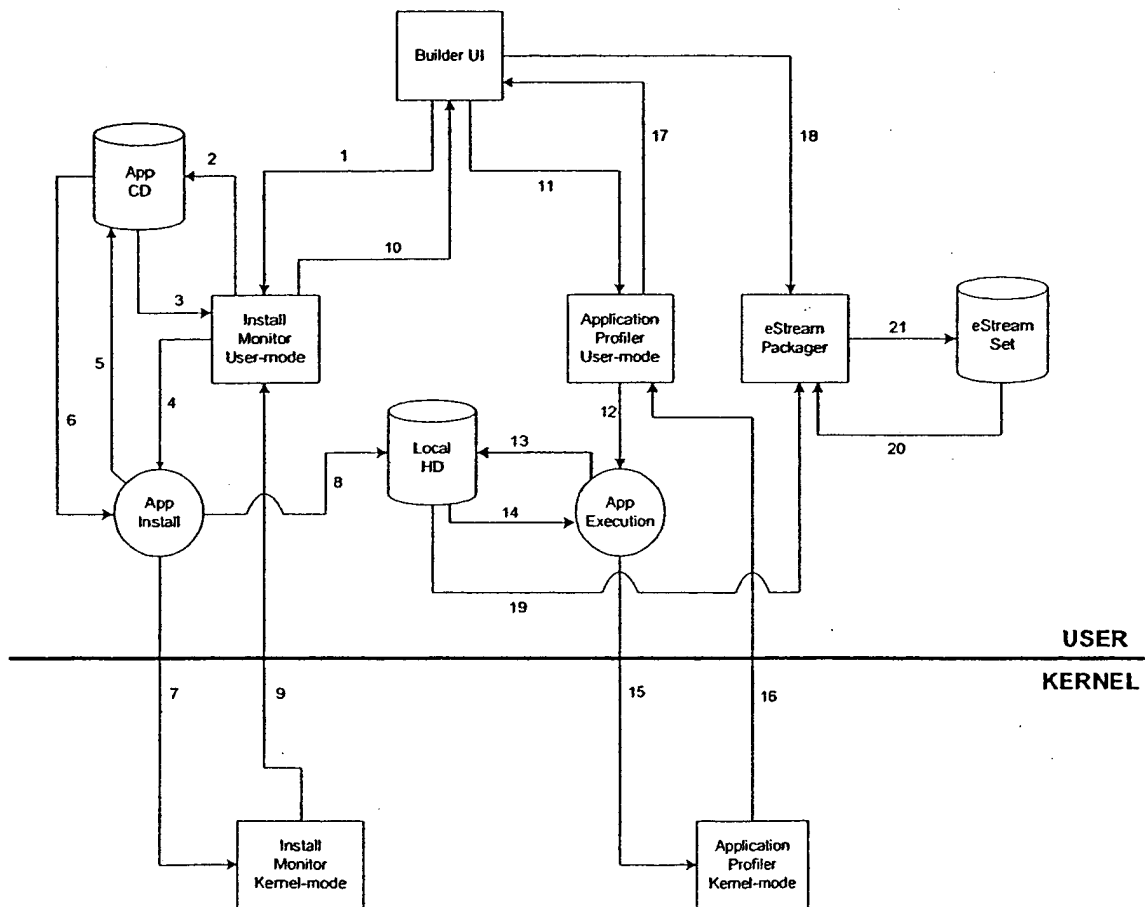 Builder UI
17
18
App
CD
2
1
11
10
3
Install
Monitor
User-mode
Application
Profiler
User-mode
eStream
Packager
21
eStream
Set
5
4
6
12
20
Local
HD
13
8
App
Install
14
App
Execution
19
USER
KERNEL
7
9
15
16
Install
Monitor
Kernel-mode
Application
Profiler
Kernel-mode